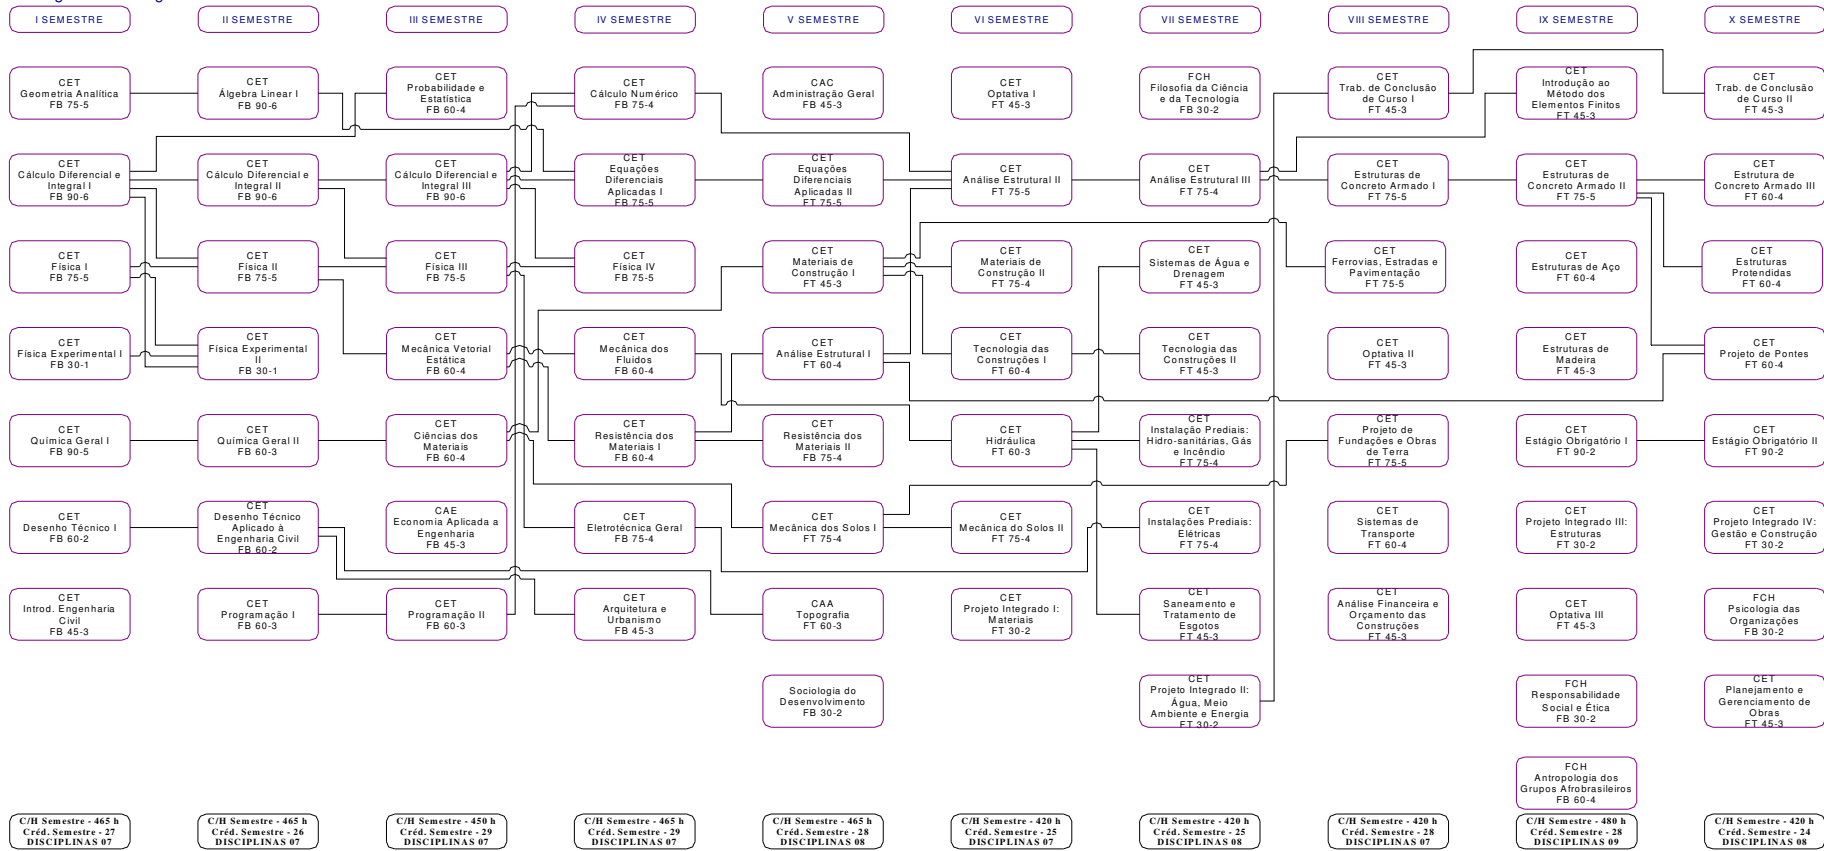 I SEMESTRE
II SEMESTRE
III SEMESTRE
IV SEMESTRE
V SEMESTRE
VI SEMESTRE
VII SEMESTRE
VIII SEMESTRE
IX SEMESTRE
X SEMESTRE
CET
Geometria Analítica
FB 75-5
CET
Álgebra Linear I
FB 90-6
CET
Probabilidade e
Estatística
FB 60-4
CET
Cálculo Numérico
FB 75-4
CAC
Administração Geral
FB 45-3
CET
Optativa I
FT 45-3
FCH
Filosofia da Ciência
e da Tecnologia
FB 30-2
CET
Trab. de Conclusão
de Curso I
FT 45-3
CET
Introdução ao
Método dos
Elementos Finitos
FT 45-3
CET
Trab. de Conclusão
de Curso II
FT 45-3
CET
Cálculo Diferencial e
Integral I
FB 90-6
CET
Cálculo Diferencial e
Integral II
FB 90-6
CET
Cálculo Diferencial e
Integral III
FB 90-6
CET
Equações
Diferenciais
Aplicadas I
FB 75-5
CET
Equações
Diferenciais
Aplicadas II
FT 75-5
CET
Análise Estrutural II
FT 75-5
CET
Análise Estrutural III
FT 75-4
CET
Estruturas de
Concreto Armado I
FT 75-5
CET
Estruturas de
Concreto Armado II
FT 75-5
CET
Estrutura de
Concreto Armado III
FT 60-4
CET
Física I
FB 75-5
CET
Física II
FB 75-5
CET
Física III
FB 75-5
CET
Física IV
FB 75-5
CET
Materiais de
Construção I
FT 45-3
CET
Materiais de
Construção II
FT 75-4
CET
Sistemas de Água e
Drenagem
FT 45-3
CET
Ferrovias, Estradas e
Pavimentação
FT 75-5
CET
Estruturas de Aço
FT 60-4
CET
Estruturas
Protendidas
FT 60-4
CET
Física Experimental I
FB 30-1
CET
Física Experimental
II
FB 30-1
CET
Mecânica Vetorial
Estática
FB 60-4
CET
Mecânica dos
Fluidos
FB 60-4
CET
Análise Estrutural I
FT 60-4
CET
Tecnologia das
Construções I
FT 60-4
CET
Tecnologia das
Construções II
FT 45-3
CET
Optativa II
FT 45-3
CET
Estruturas de
Madeira
FT 45-3
CET
Projeto de Pontes
FT 60-4
CET
Química Geral I
FB 90-5
CET
Química Geral II
FB 60-3
CET
Ciências dos
Materiais
FB 60-4
CET
Resistência dos
Materiais I
FB 60-4
CET
Resistência dos
Materiais II
FB 75-4
CET
Hidráulica
FT 60-3
CET
Instalação Prediais:
Hidro-sanitárias, Gás
e Incêndio
FT 75-4
CET
Projeto de
Fundações e Obras
de Terra
FT 75-5
CET
Estágio Obrigatório I
FT 90-2
CET
Estágio Obrigatório II
FT 90-2
CET
Desenho Técnico I
FB 60-2
CET
Desenho Técnico
Aplicado à
Engenharia Civil
FB 60-2
CAE
Economia Aplicada a
Engenharia
FB 45-3
CET
Eletrotécnica Geral
FB 75-4
CET
Mecânica dos Solos I
FT 75-4
CET
Mecânica do Solos II
FT 75-4
CET
Instalações Prediais:
Elétricas
FT 75-4
CET
Sistemas de
Transporte
FT 60-4
CET
Projeto Integrado III:
Estruturas
FT 30-2
CET
Projeto Integrado IV:
Gestão e Construção
FT 30-2
CET
Introd. Engenharia
Civil
FB 45-3
CET
Programação I
FB 60-3
CET
Programação II
FB 60-3
CET
Arquitetura e
Urbanismo
FB 45-3
CAA
Topografia
FT 60-3
CET
Projeto Integrado I:
Materiais
FT 30-2
CET
Saneamento e
Tratamento de
Esgotos
FT 45-3
CET
Análise Financeira e
Orçamento das
Construções
FT 45-3
CET
Optativa III
FT 45-3
FCH
Psicologia das
Organizações
FB 30-2
Sociologia do
Desenvolvimento
FB 30-2
CET
Projeto Integrado II:
Água, Meio
Ambiente e Energia
FT 30-2
FCH
Responsabilidade
Social e Ética
FB 30-2
CET
Planejamento e
Gerenciamento de
Obras
FT 45-3
FCH
Antropologia dos
Grupos Afrobrasileiros
FB 60-4
C/H Semestre - 465 h
Créd. Semestre - 27
DISCIPLINAS 07
C/H Semestre - 465 h
Créd. Semestre - 26
DISCIPLINAS 07
C/H Semestre - 450 h
Créd. Semestre - 29
DISCIPLINAS 07
C/H Semestre - 465 h
Créd. Semestre - 29
DISCIPLINAS 07
C/H Semestre - 465 h
Créd. Semestre - 28
DISCIPLINAS 08
C/H Semestre - 420 h
Créd. Semestre - 25
DISCIPLINAS 07
C/H Semestre - 420 h
Créd. Semestre - 25
DISCIPLINAS 08
C/H Semestre - 420 h
Créd. Semestre - 28
DISCIPLINAS 07
C/H Semestre - 480 h
Créd. Semestre - 28
DISCIPLINAS 09
C/H Semestre - 420 h
Créd. Semestre - 24
DISCIPLINAS 08